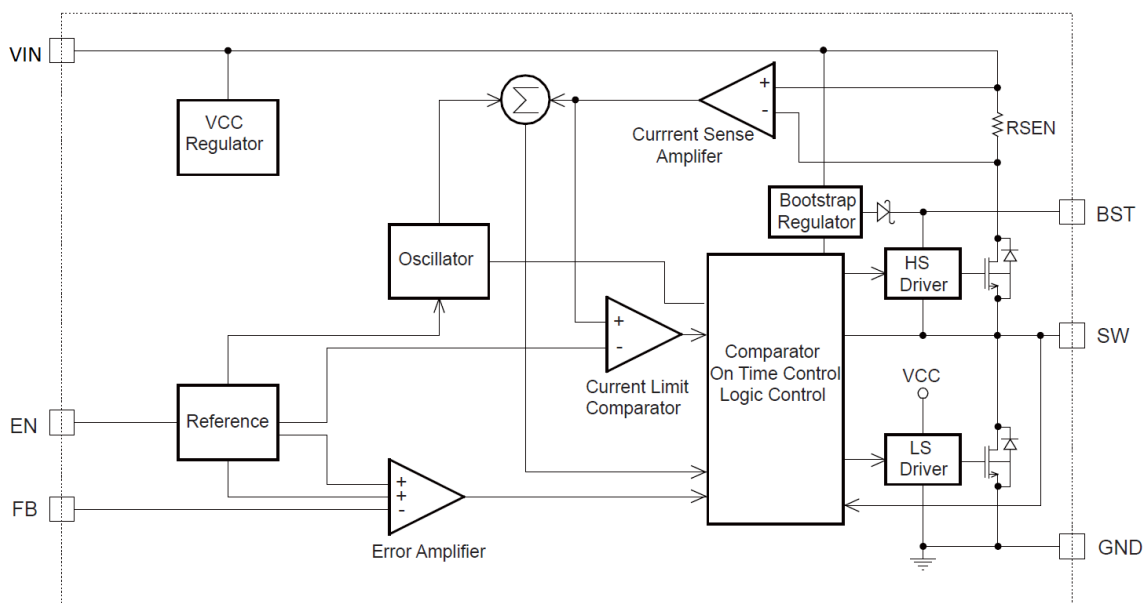 VIN
VCC
Regulator
Σ
+
-
Currrent Sense
Amplifer
RSEN
Bootstrap
Regulator
BST
Oscillator
HS
Driver
+
-
Current Limit
Comparator
Comparator
On Time Control
Logic Control
SW
VCC
EN
Reference
LS
Driver
+
+
-
FB
Error Amplifier
GND